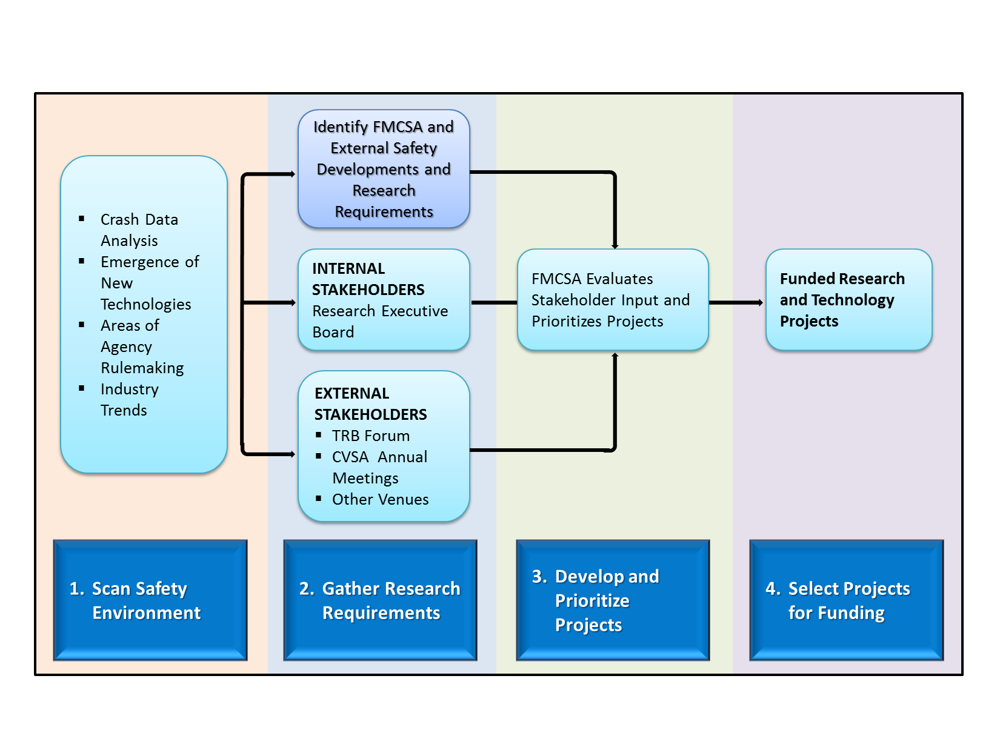 ▪ Crash Data
Analysis
▪ Emergence of
New
Technologies
▪ Areas of
Agency
Rulemaking
▪ Industry
Trends
Identify FMCSA and
External Safety
Developments and
Research
Requirements
INTERNAL
STAKEHOLDERS
Research Executive
Board
EXTERNAL
STAKEHOLDERS
▪ TRB Forum
▪ CVSA Annual
Meetings
▪ Other Venues
FMCSA Evaluates
Stakeholder Input and
Prioritizes Projects
Funded Research
and Technology
Projects
1. Scan Safety
Environment
2. Gather Research
Requirements
3. Develop and
Prioritize
Projects
4. Select Projects
for Funding